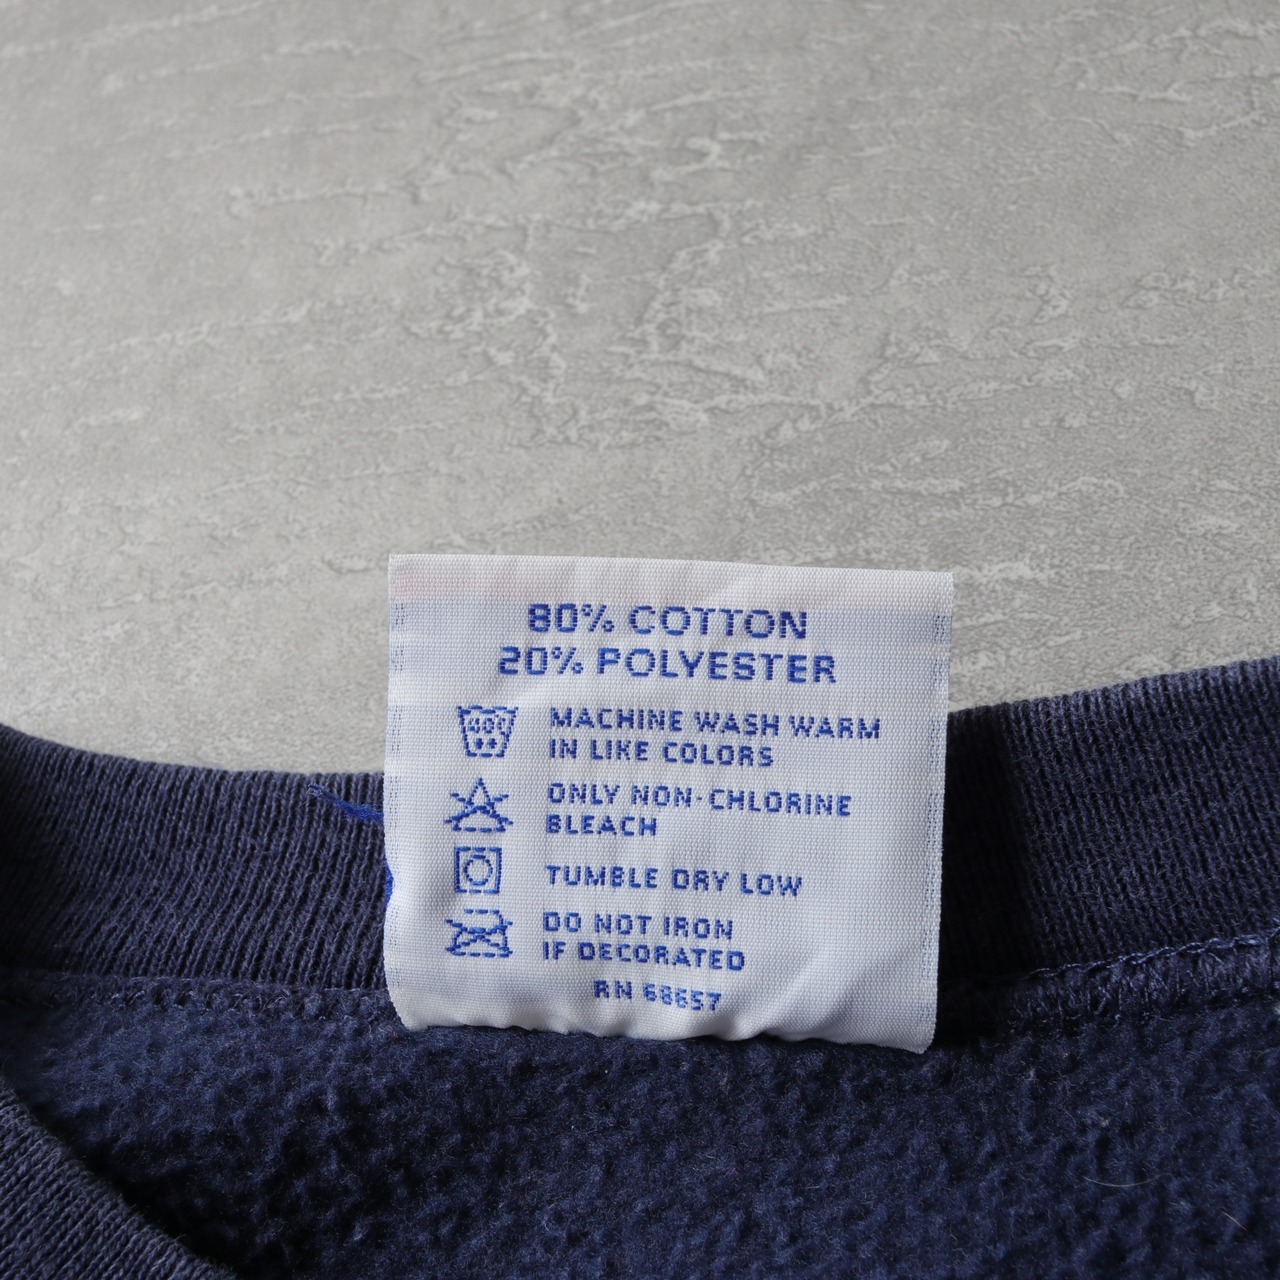 80% COTTON
20% POLYESTER
40C
MACHINE WASH WARM
IN LIKE COLORS
ONLY NON-CHLORINE
BLEACH
TUMBLE DRY LOW
DO NOT IRON
IF DECORATED
RN 68657